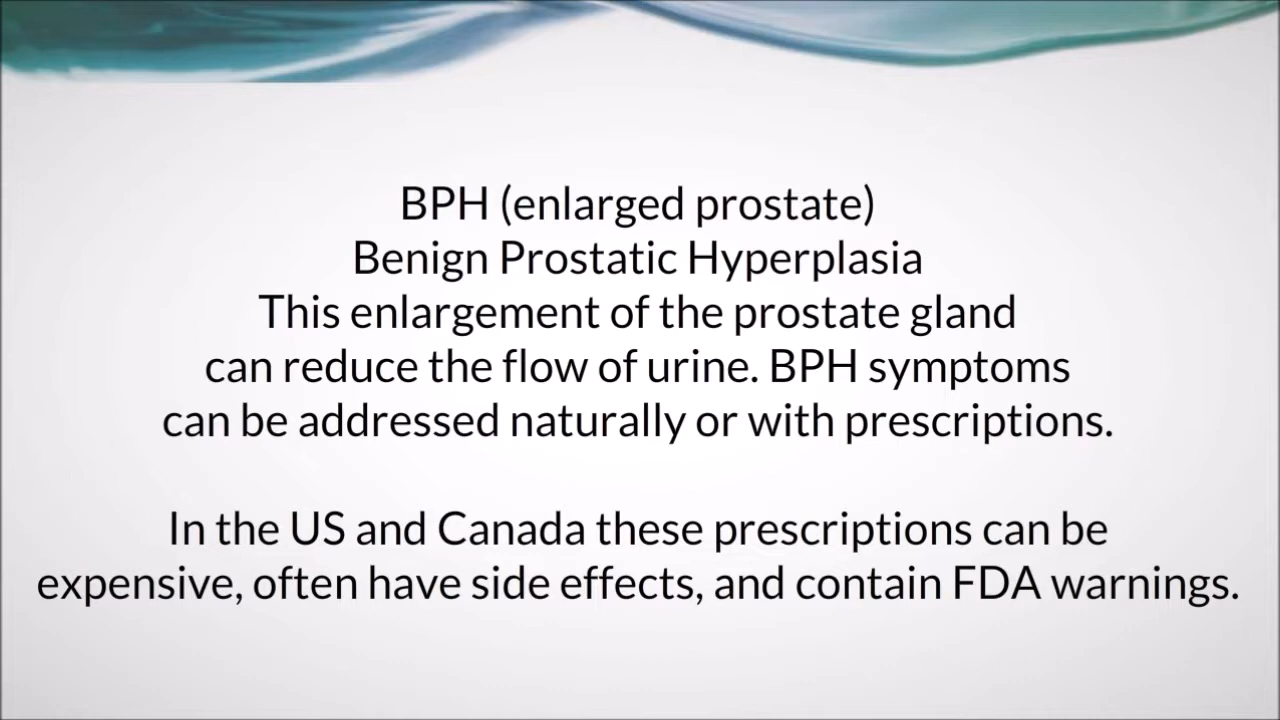 BPH (enlarged prostate)
Benign Prostatic Hyperplasia
This enlargement of the prostate gland
can reduce the flow of urine. BPH symptoms
can be addressed naturally or with prescriptions.
In the US and Canada these prescriptions can be
expensive, often have side effects, and contain FDA warnings.